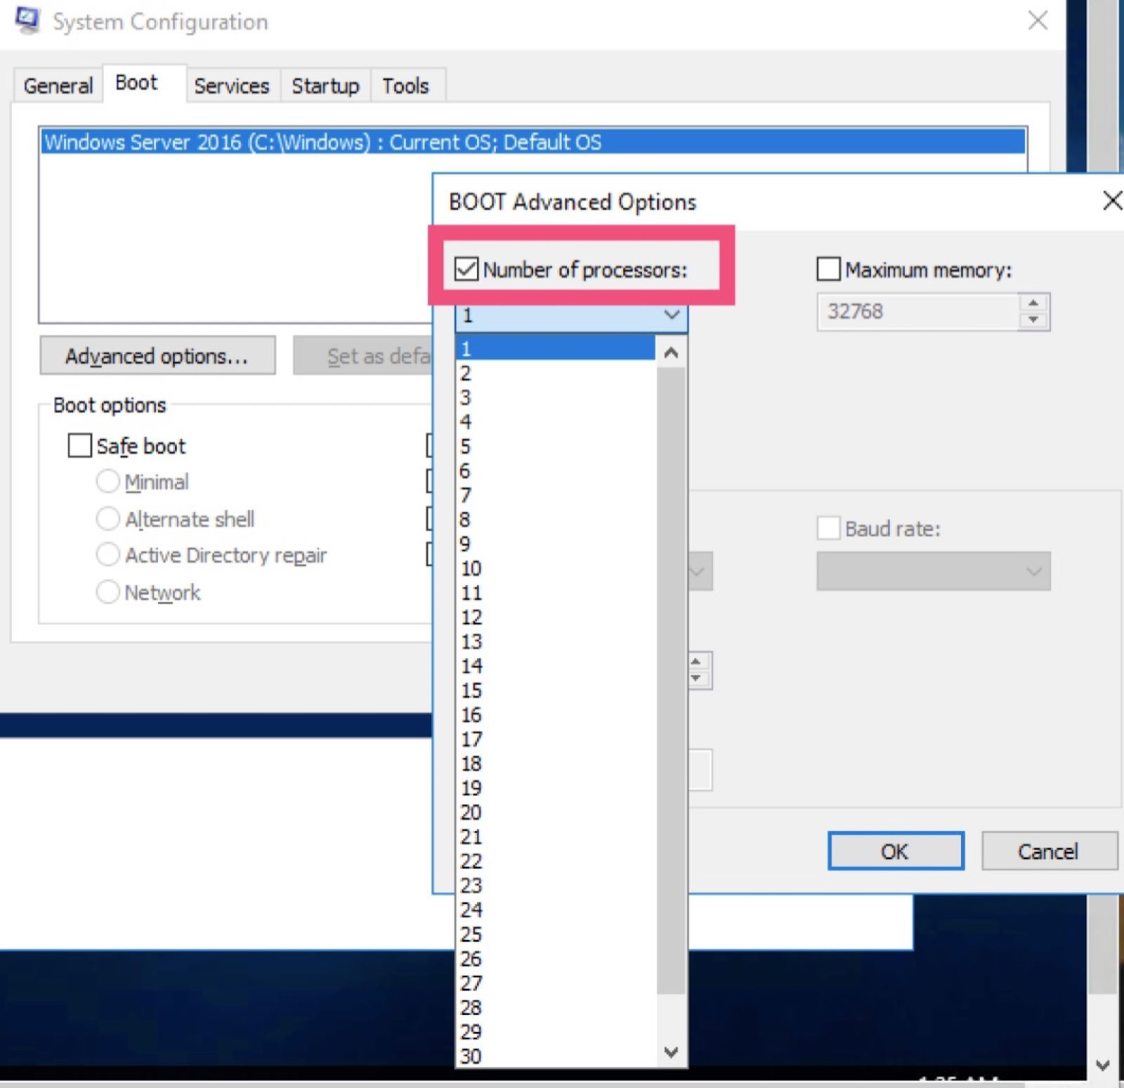 System Configuration
General Boot Services Startup Tools
Windows Server 2016 (C:\Windows) : Current OS; Default OS
BOOT Advanced Options
Number of processors:
Maximum memory:
1
32768
Advanced options...
Set as defa
Boot options
Safe boot
Minimal
Alternate shell
Active Directory repair
Network
1
2
3
4
5
6
7
8
9
10
11
12
13
14
15
16
17
18
19
20
21
22
23
24
25
26
27
28
29
30
Baud rate:
OK
Cancel